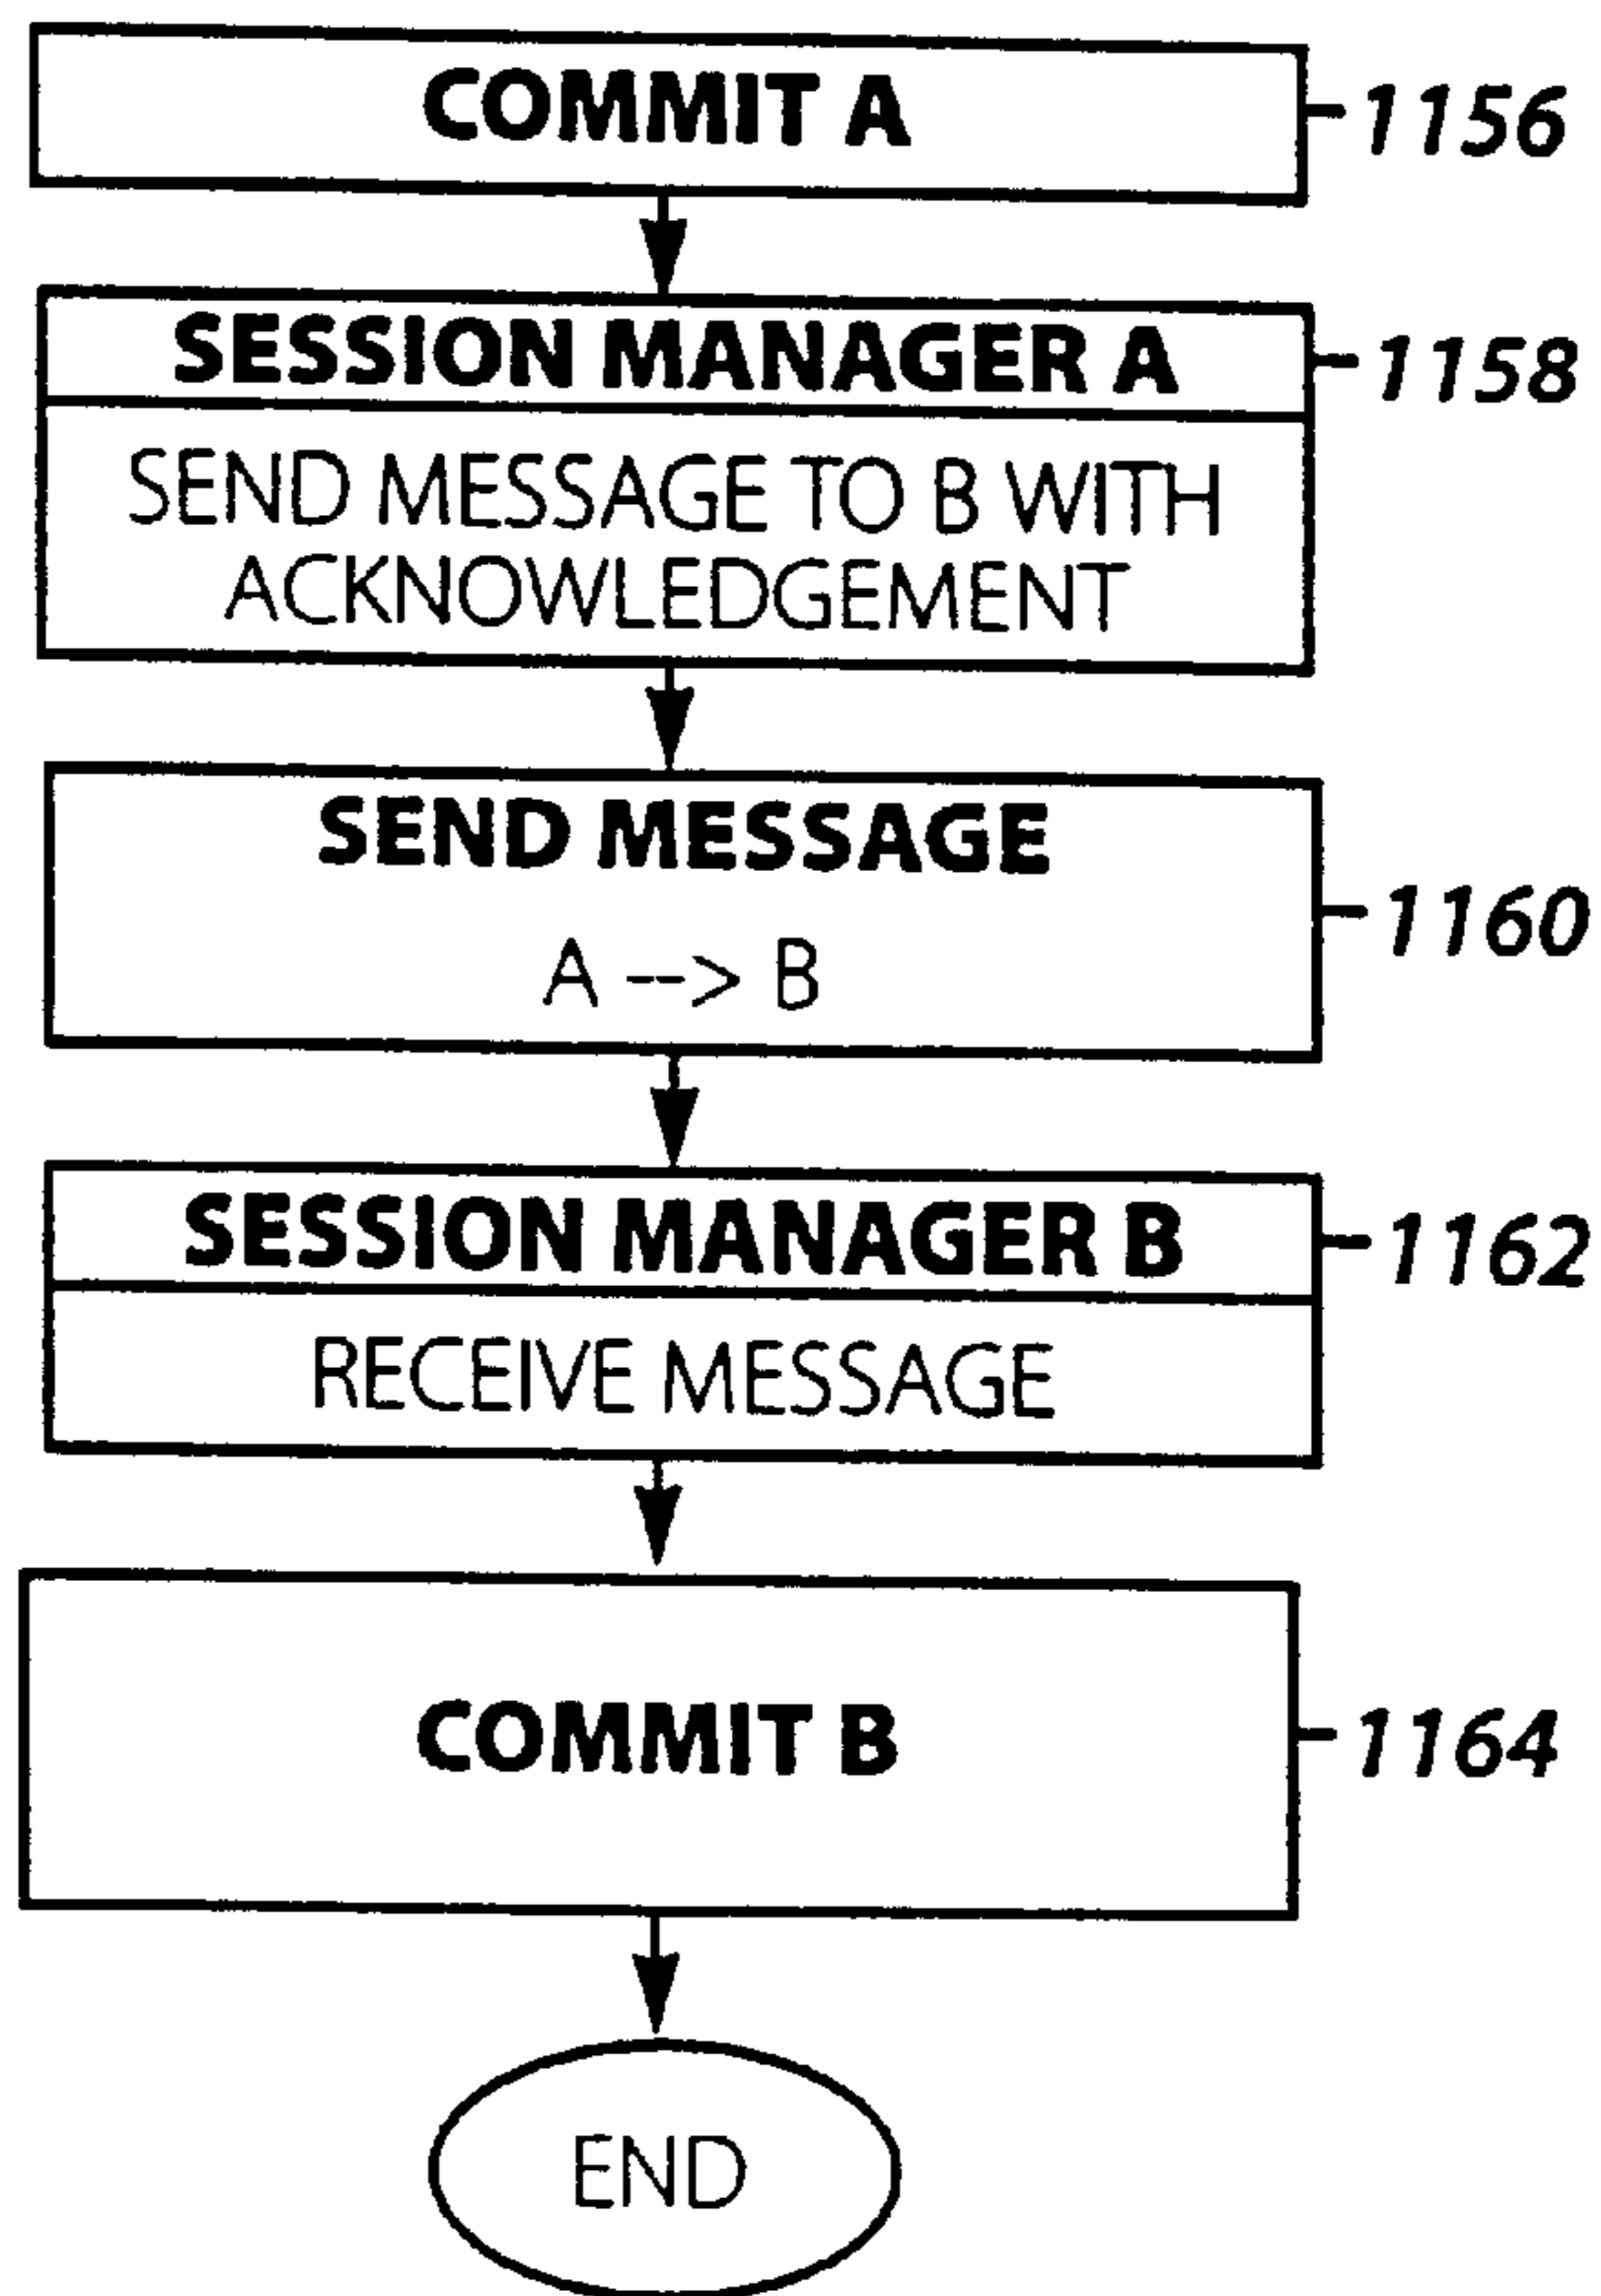 COMMIT A
1156
SESSION MANAGER A
1158
SEND MESSAGE TO B WITH
ACKNOWLEDGEMENT
SEND MESSAGE
1160
A --> B
SESSION MANAGER B
1162
RECEIVE MESSAGE
COMMIT B
1164
END